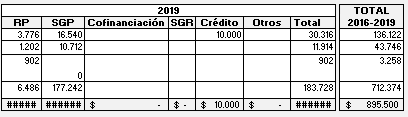 2019 TOTAL
RP SGP Cofinanciación SGR Crédito Otros Total 2016-2019
3.776 16.540 10.000 30.316 136.122
1.202 10.712 11.914 43.746
902 902 3.258
0
6.486 177.242 183.728 712.374
##### ###### $ - $ - $ 10.000 $ - ###### $ 895.500